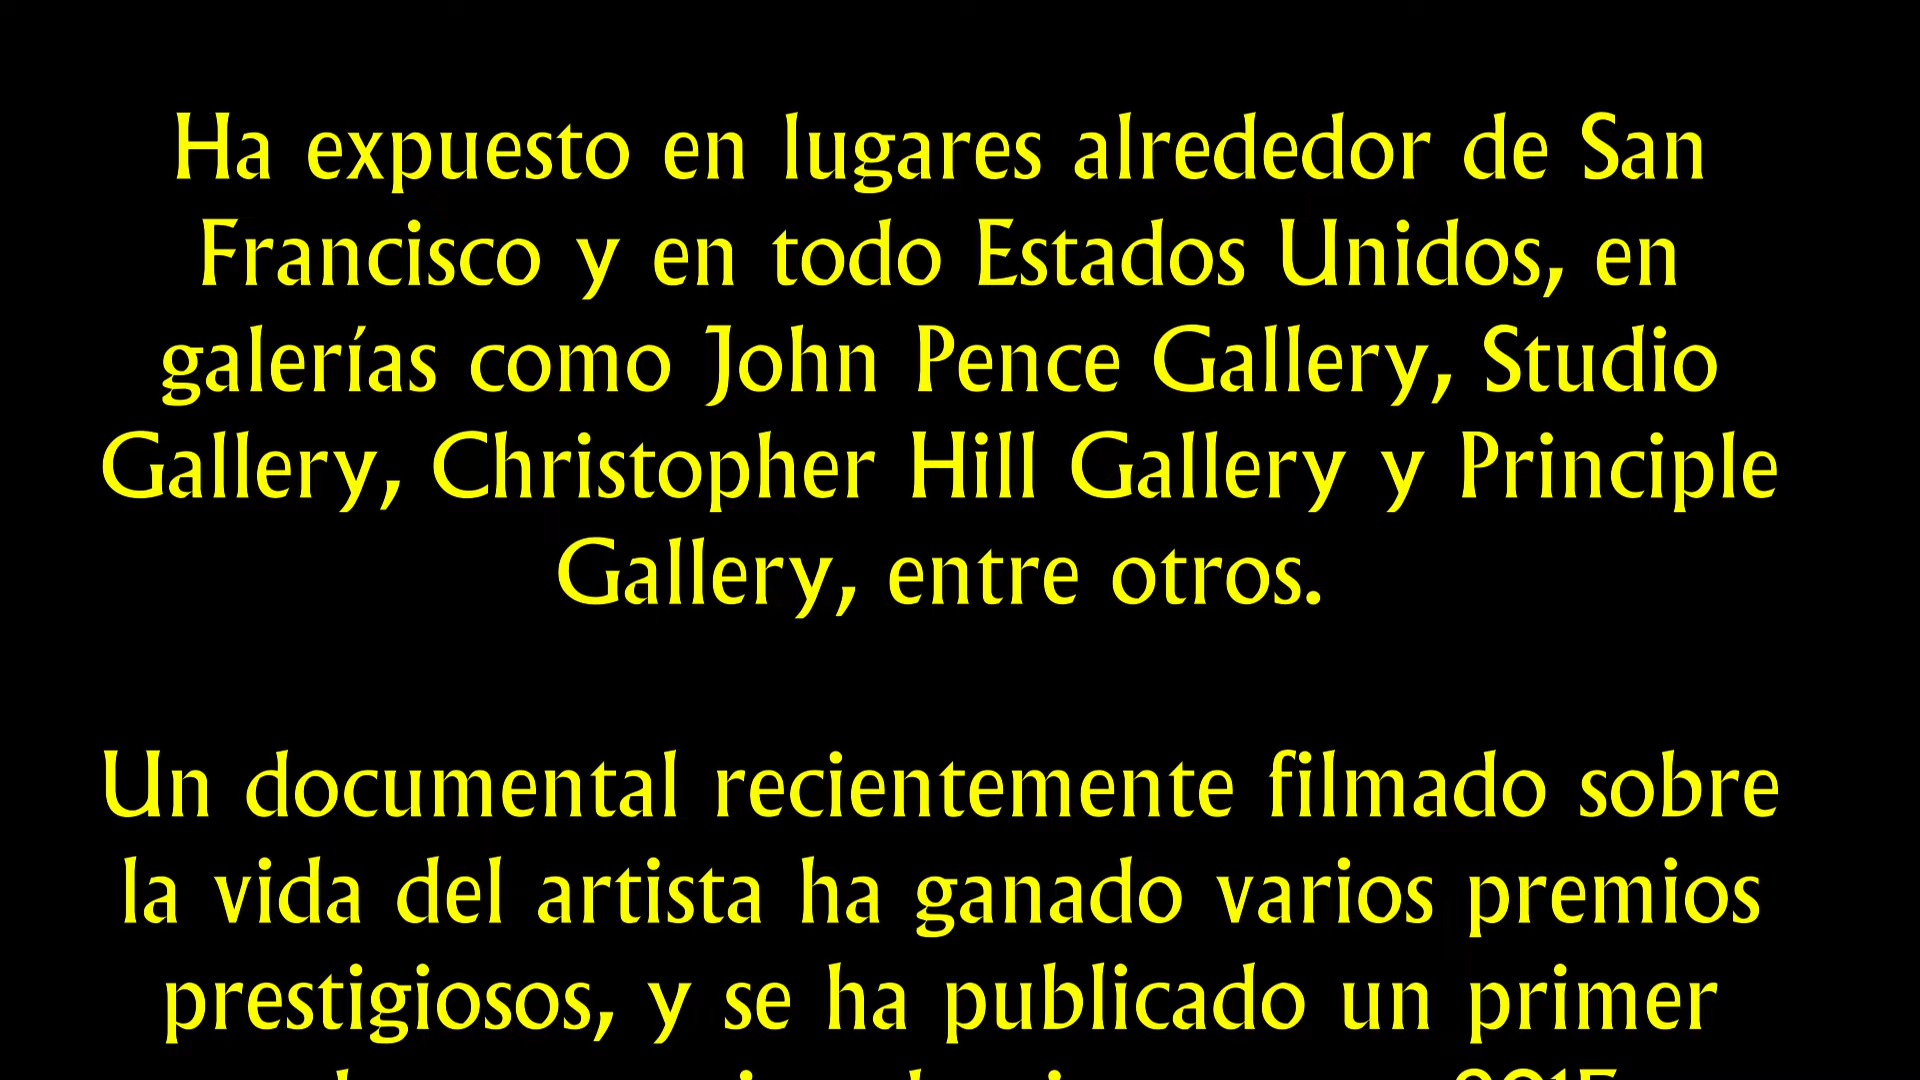 Ha expuesto en lugares alrededor de San
Francisco y en todo Estados Unidos, en
galerías como John Pence Gallery, Studio
Gallery, Christopher Hill Gallery y Principle
Gallery, entre otros.
Un documental recientemente filmado sobre
la vida del artista ha ganado varios premios
prestigiosos, y se ha publicado un primer